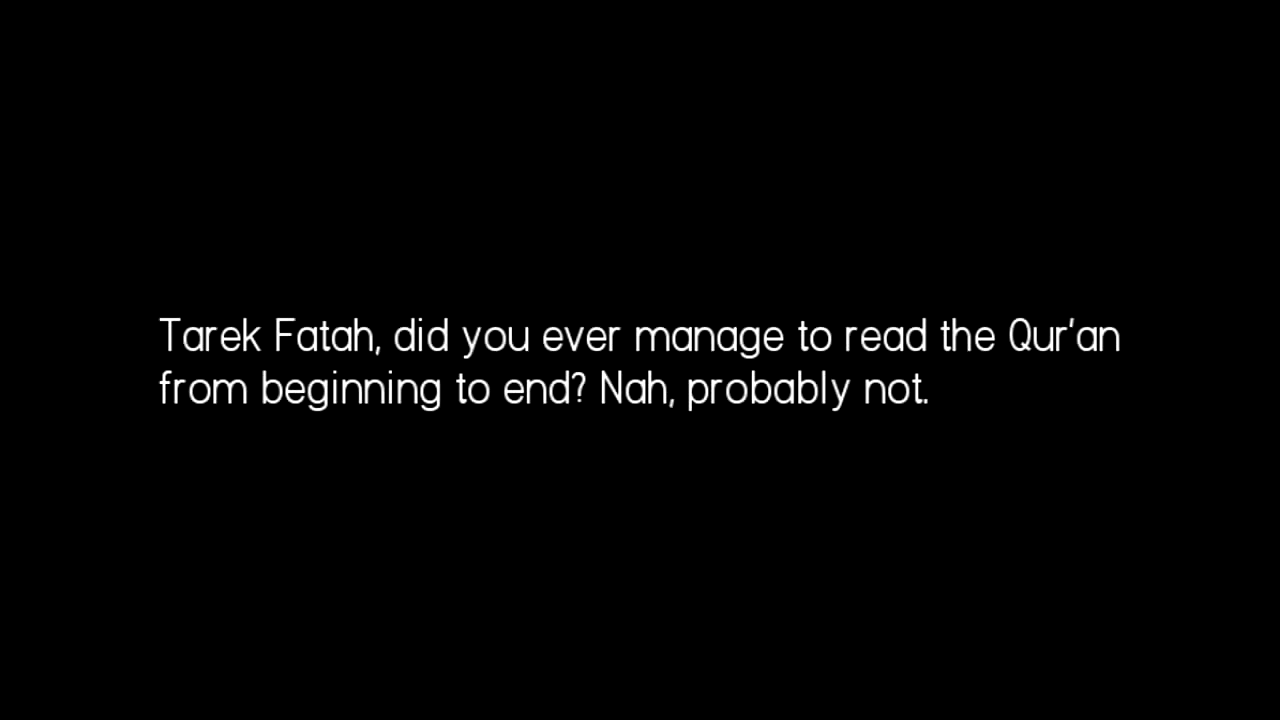 Tarek Fatah, did you ever manage to read the Qur'an
from beginning to end? Nah, probably not.